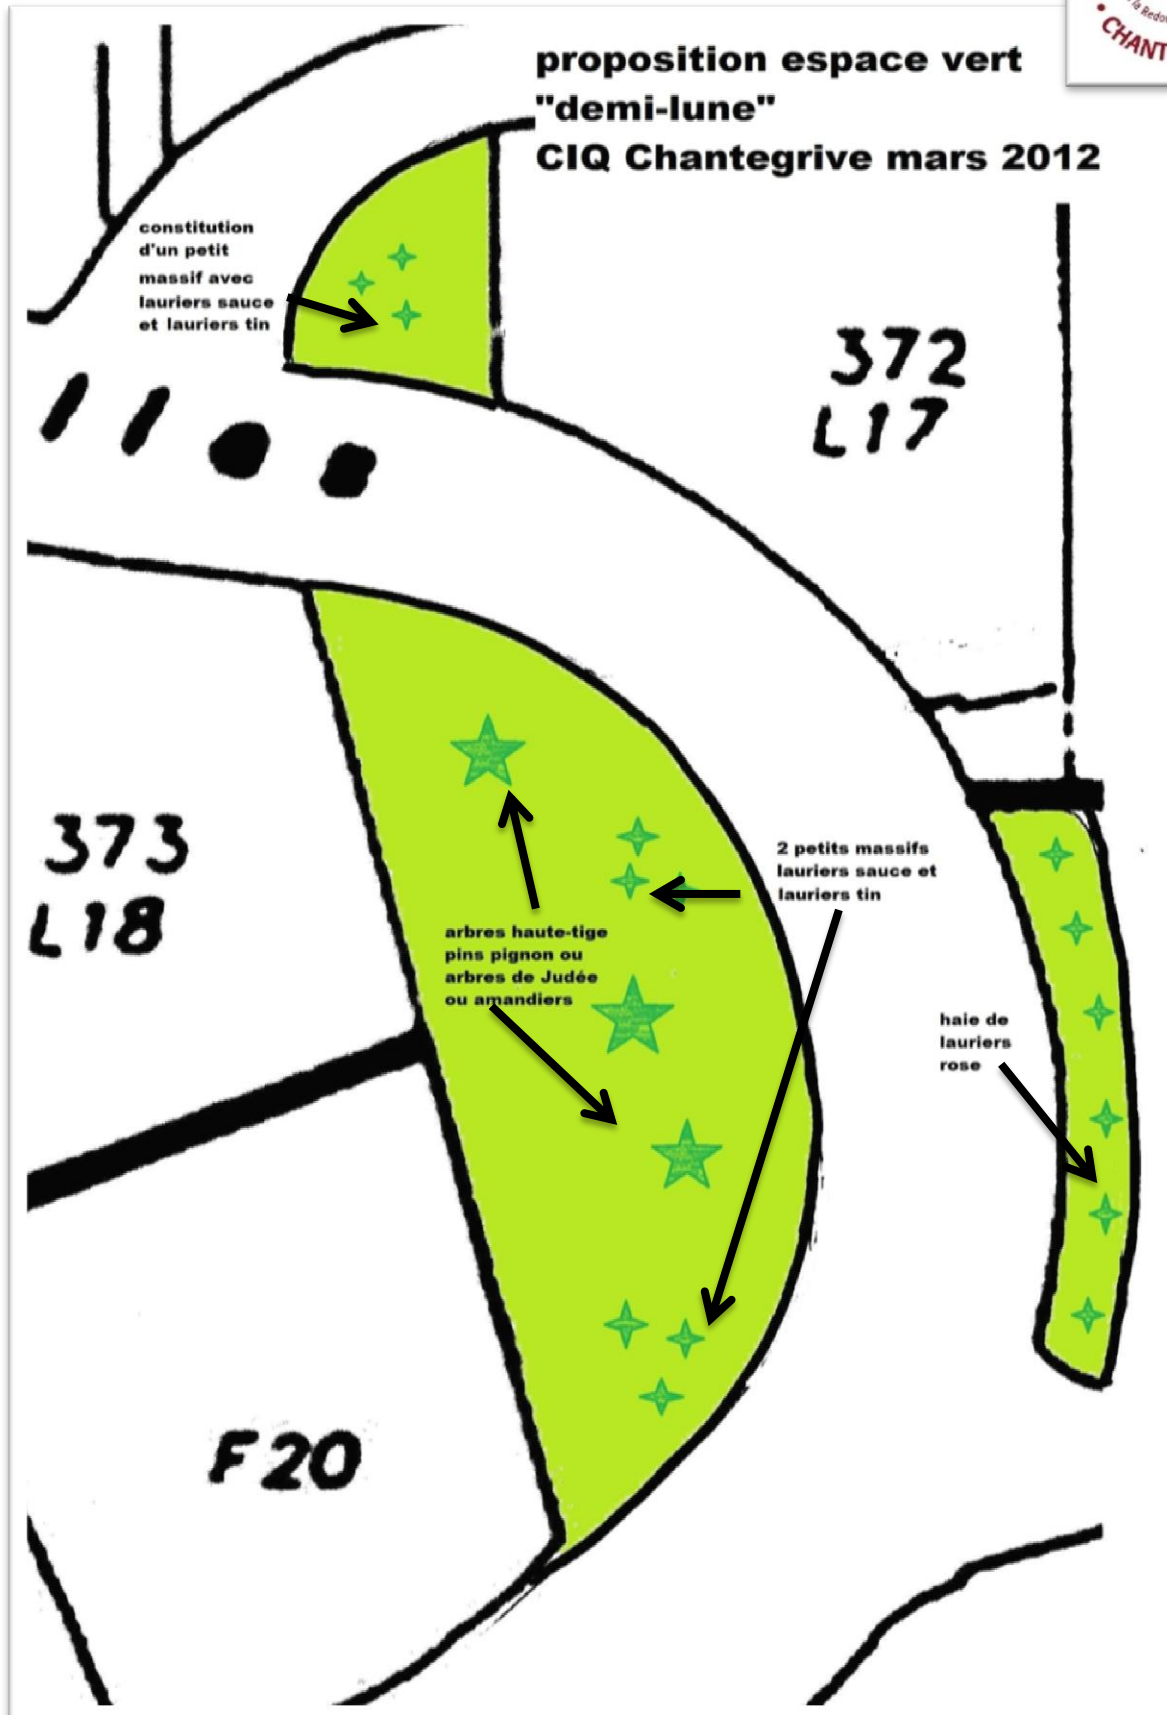 la Redo
CHANT
proposition espace vert
"demi-lune"
CIQ Chantegrive mars 2012
constitution
d'un petit
massif avec
lauriers sauce
et lauriers tin
372
L17
373
L18
2 petits massifs
lauriers sauce et
lauriers tin
arbres haute-tige
pins pignon ou
arbres de Judée
ou amandiers
haie de
lauriers
rose
F20